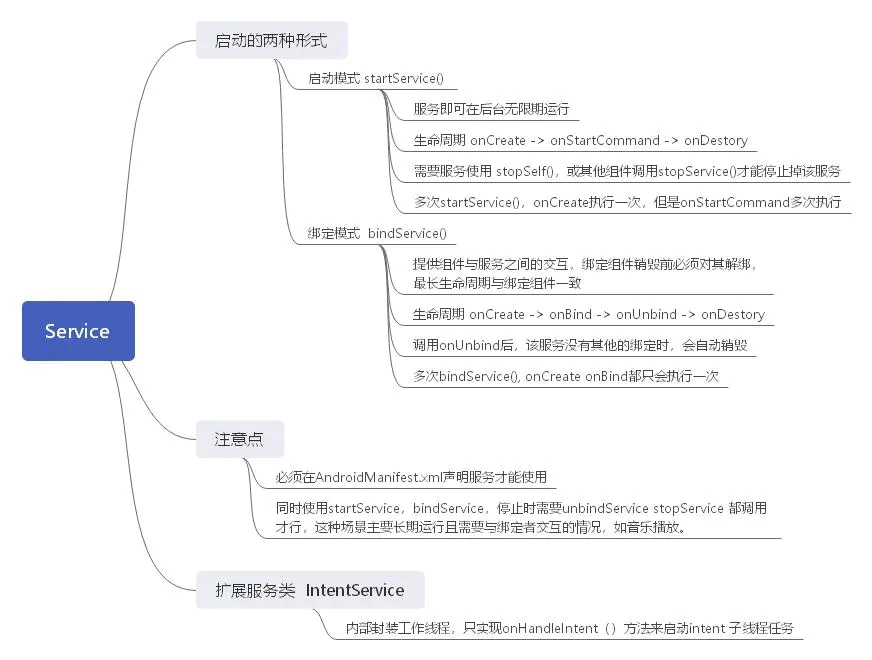 启动的两种形式
启动模式 startService()
服务即可在后台无限期运行
生命周期 onCreate -> onStartCommand -> onDestory
需要服务使用 stopSelf()，或其他组件调用stopService()才能停止掉该服务
多次startService()，onCreate执行一次，但是onStartCommand多次执行
绑定模式 bindService()
提供组件与服务之间的交互，绑定组件销毁前必须对其解绑，
最长生命周期与绑定组件一致
生命周期 onCreate -> onBind -> onUnbind -> onDestory
调用onUnbind后，该服务没有其他的绑定时，会自动销毁
多次bindService(), onCreate onBind都只会执行一次
Service
注意点
必须在AndroidManifest.xml声明服务才能使用
同时使用startService，bindService，停止时需要unbindService stopService 都调用
才行，这种场景主要长期运行且需要与绑定者交互的情况，如音乐播放。
扩展服务类 IntentService
内部封装工作线程，只实现onHandleIntent（）方法来启动intent 子线程任务